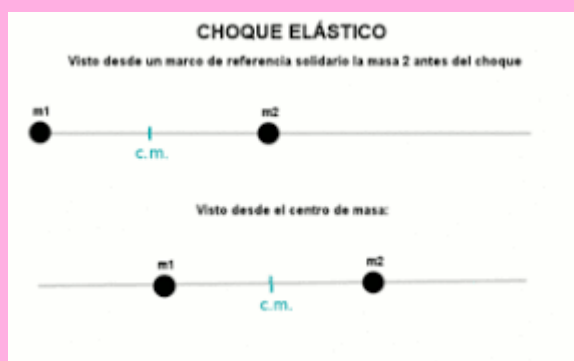 CHOQUE ELÁSTICO
Visto desde un marco de referencia solidario la masa 2 antes del choque
m1 m2
c.m.
Visto desde el centro de masa:
m1 m2
c.m.